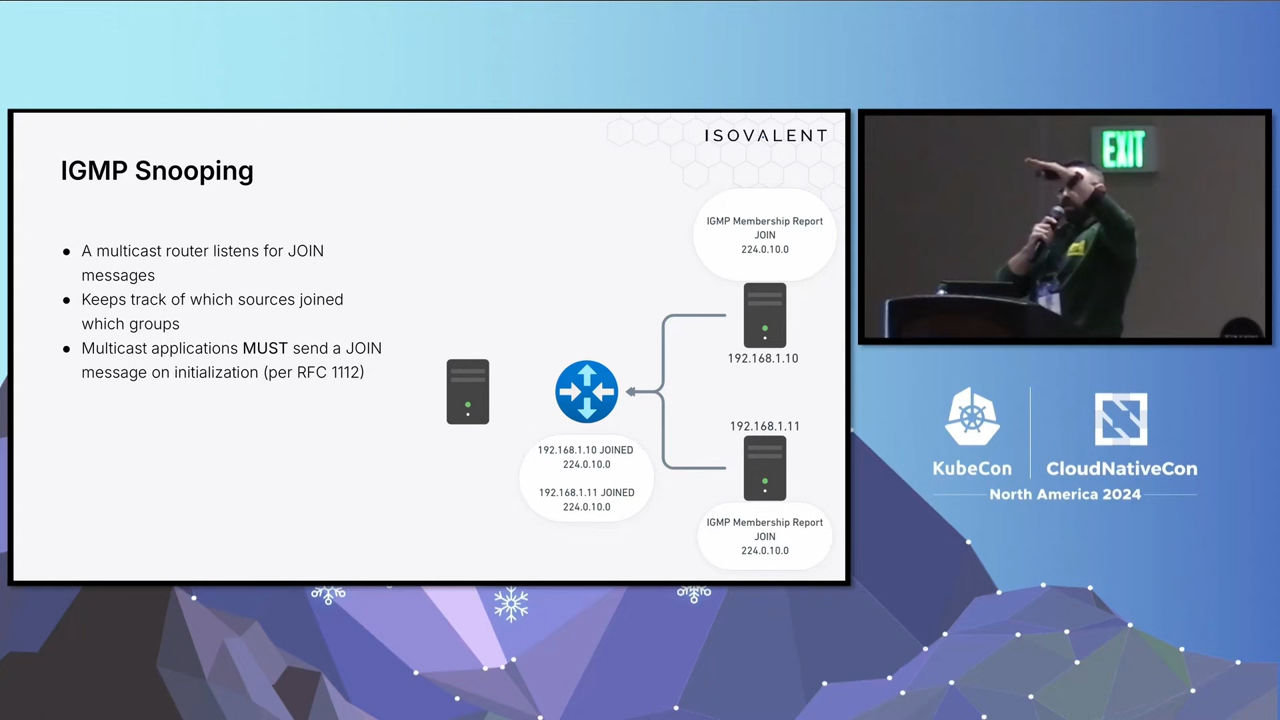 ISOVALENT
IGMP Snooping
● A multicast router listens for JOIN
messages
● Keeps track of which sources joined
which groups
● Multicast applications MUST send a JOIN
message on initialization (per RFC 1112)
IGMP Membership Report
JOIN
224.0.10.0
192.168.1.10
192.168.1.10 JOINED
224.0.10.0
192.168.1.11 JOINED
224.0.10.0
192.168.1.11
IGMP Membership Report
JOIN
224.0.10.0
EXIT
KubeCon
CloudNativeCon
North America 2024